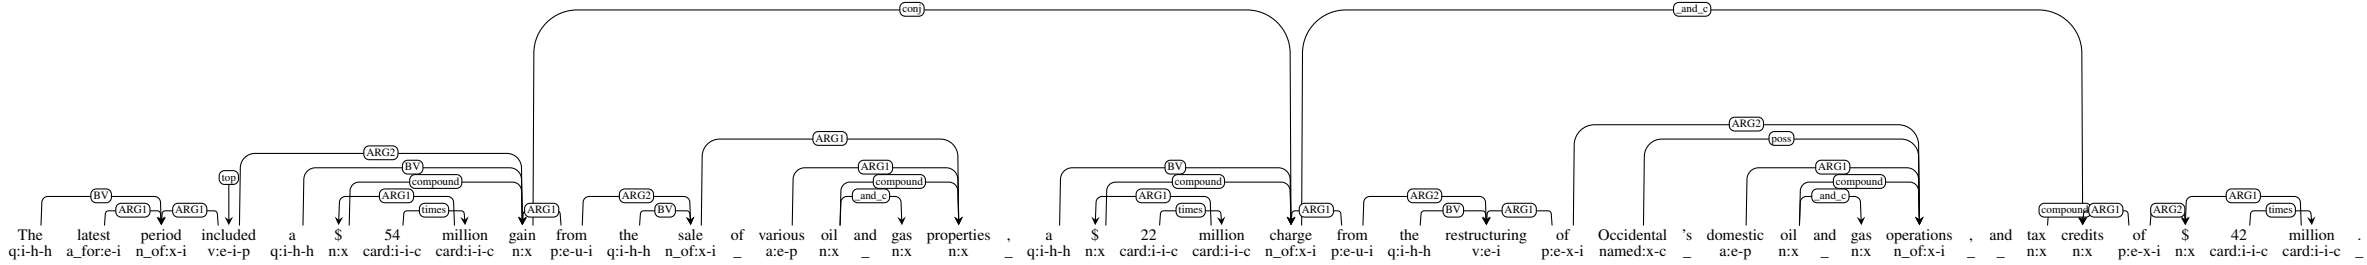 conj _and_c
ARG1 ARG2
poss
ARG2
BV ARG1 BV ARG1
top compound compound compound compound
BV ARG1 ARG2 _and_c ARG1 ARG2 _and_c ARG1
ARG1 ARG1 times ARG1 BV times ARG1 BV ARG1 compound ARG1 ARG2 times
The latest period included a $ 54 million gain from the sale of various oil and gas properties , a $ 22 million charge from the restructuring of Occidental 's domestic oil and gas operations , and tax credits of $ 42 million .
q:i-h-h a_for:e-i n_of:x-i v:e-i-p q:i-h-h n:x card:i-i-c card:i-i-c n:x p:e-u-i q:i-h-h n_of:x-i _ a:e-p n:x _ n:x n:x _ q:i-h-h n:x card:i-i-c card:i-i-c n_of:x-i p:e-u-i q:i-h-h v:e-i p:e-x-i named:x-c _ a:e-p n:x _ n:x n_of:x-i _ _ n:x n:x p:e-x-i n:x card:i-i-c card:i-i-c _